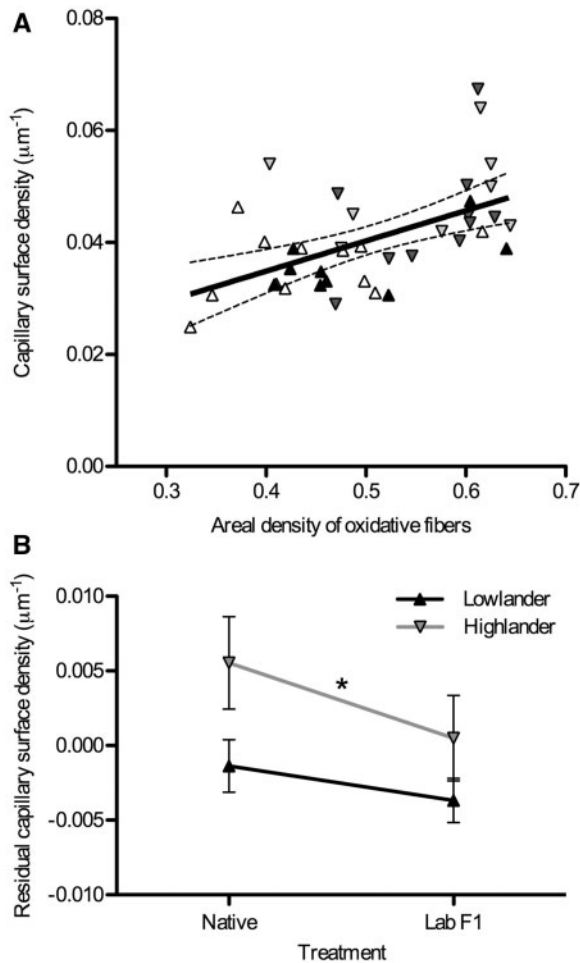 A
Capillary surface density (μm⁻¹)
0.08
0.06
0.04
0.02
0.00
0.3 0.4 0.5 0.6 0.7
Areal density of oxidative fibers
B
Residual capillary surface density (μm⁻¹)
0.010
0.005
0.000
-0.005
-0.010
Lowlander
Highlander
*
Native Lab F1
Treatment